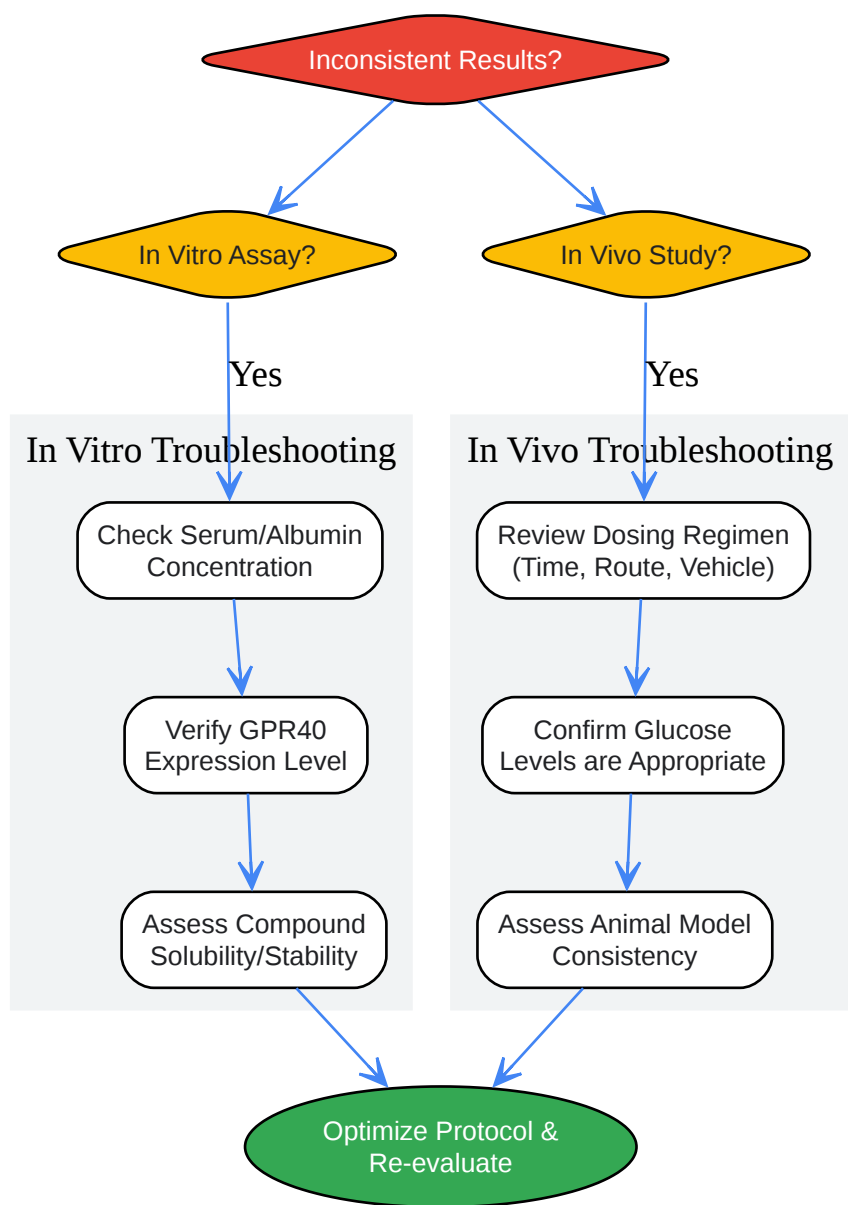 Inconsistent Results?
In Vitro Assay?
In Vivo Study?
Yes
Yes
In Vitro Troubleshooting
Check Serum/Albumin
Concentration
Verify GPR40
Expression Level
Assess Compound
Solubility/Stability
In Vivo Troubleshooting
Review Dosing Regimen
(Time, Route, Vehicle)
Confirm Glucose
Levels are Appropriate
Assess Animal Model
Consistency
Optimize Protocol &
Re-evaluate